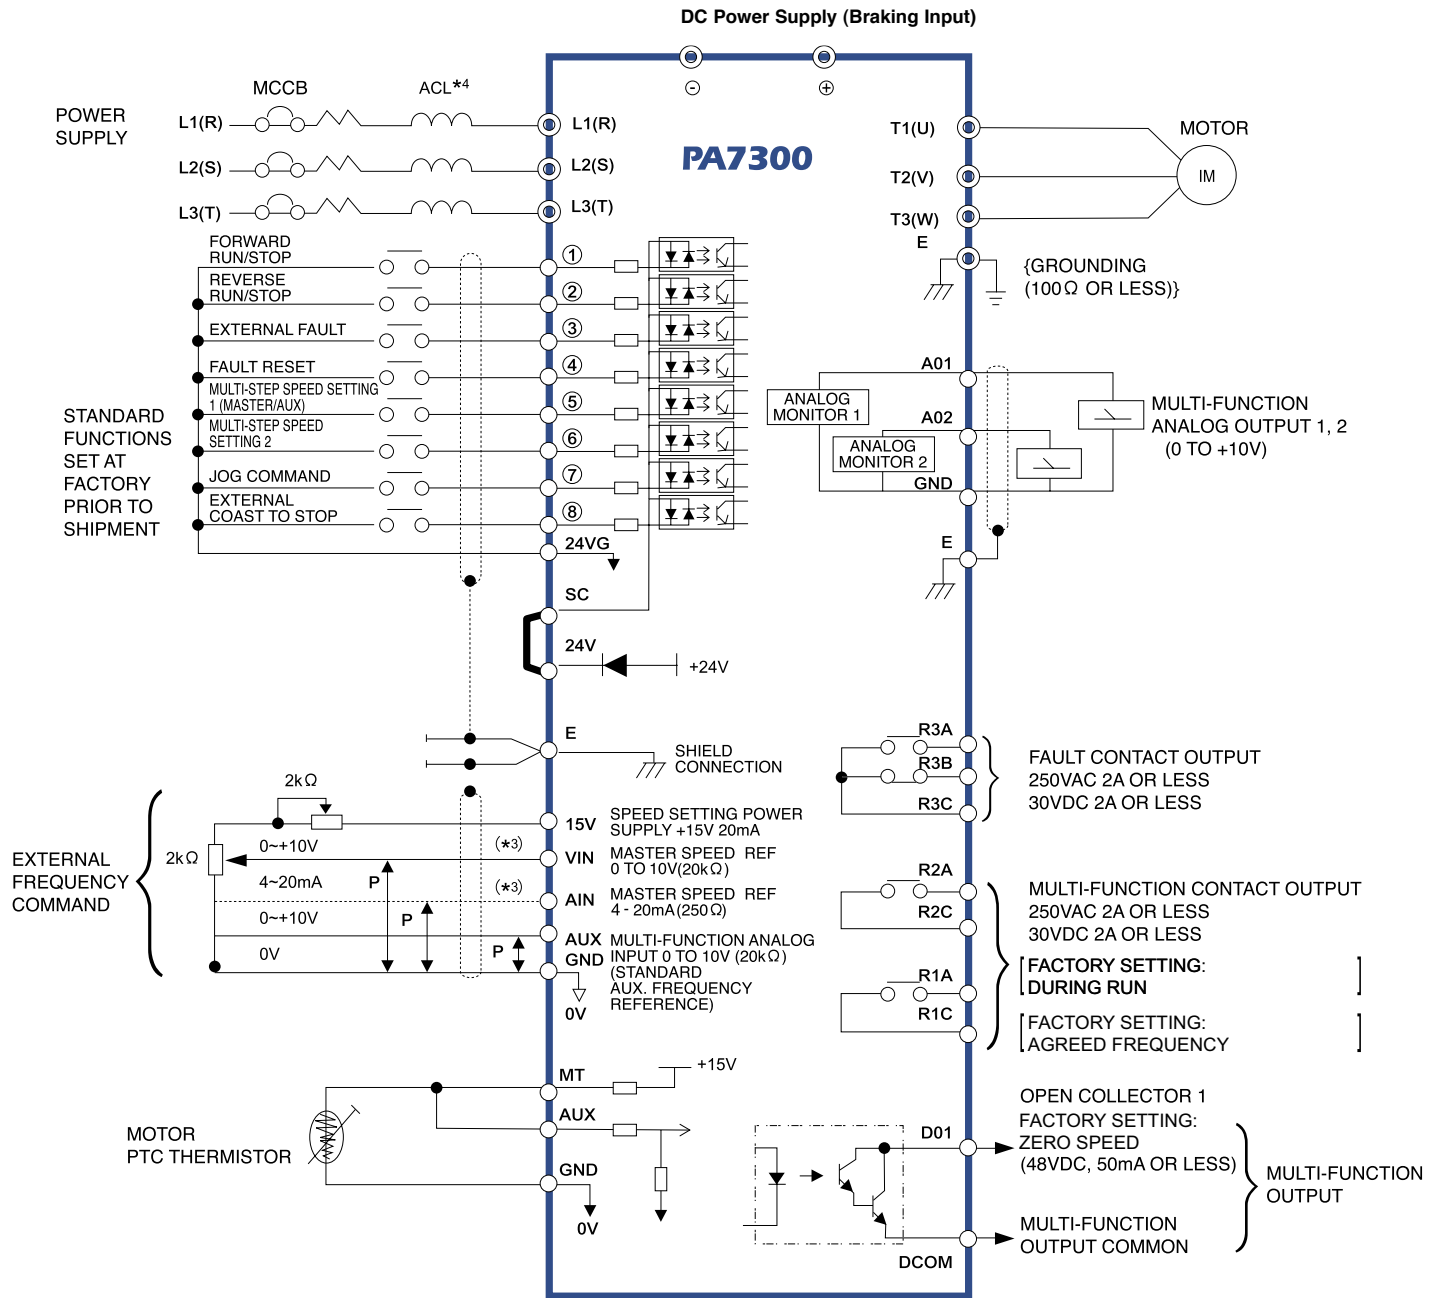 DC Power Supply (Braking Input)
- +
MCCB ACL*4
POWER
SUPPLY
L1(R) L1(R)
L2(S) L2(S)
L3(T) L3(T)
PA7300
T1(U)
T2(V)
T3(W)
E
MOTOR
IM
{GROUNDING
(100Ω OR LESS)}
STANDARD
FUNCTIONS
SET AT
FACTORY
PRIOR TO
SHIPMENT
FORWARD
RUN/STOP
1
REVERSE
RUN/STOP
2
EXTERNAL FAULT
3
FAULT RESET
4
MULTI-STEP SPEED SETTING
1 (MASTER/AUX)
5
MULTI-STEP SPEED
SETTING 2
6
JOG COMMAND
7
EXTERNAL
COAST TO STOP
8
24VG
SC
24V
+24V
E
SHIELD
CONNECTION
A01
ANALOG
MONITOR 1
A02
ANALOG
MONITOR 2
GND
E
MULTI-FUNCTION
ANALOG OUTPUT 1, 2
(0 TO +10V)
R3A
R3B
R3C
FAULT CONTACT OUTPUT
250VAC 2A OR LESS
30VDC 2A OR LESS
EXTERNAL
FREQUENCY
COMMAND
2kΩ
2kΩ
0~+10V
4~20mA
0~+10V
0V
(*3)
(*3)
P
P
P
15V
SPEED SETTING POWER
SUPPLY +15V 20mA
VIN
MASTER SPEED REF
0 TO 10V(20kΩ)
AIN
MASTER SPEED REF
4 - 20mA(250Ω)
AUX
GND
MULTI-FUNCTION ANALOG
INPUT 0 TO 10V (20kΩ)
(STANDARD
AUX. FREQUENCY
REFERENCE)
0V
R2A
R2C
R1A
R1C
MULTI-FUNCTION CONTACT OUTPUT
250VAC 2A OR LESS
30VDC 2A OR LESS
[FACTORY SETTING:
DURING RUN]
[FACTORY SETTING:
AGREED FREQUENCY]
MOTOR
PTC THERMISTOR
MT
+15V
AUX
GND
0V
D01
DCOM
OPEN COLLECTOR 1
FACTORY SETTING:
ZERO SPEED
(48VDC, 50mA OR LESS)
MULTI-FUNCTION
OUTPUT COMMON
MULTI-FUNCTION
OUTPUT